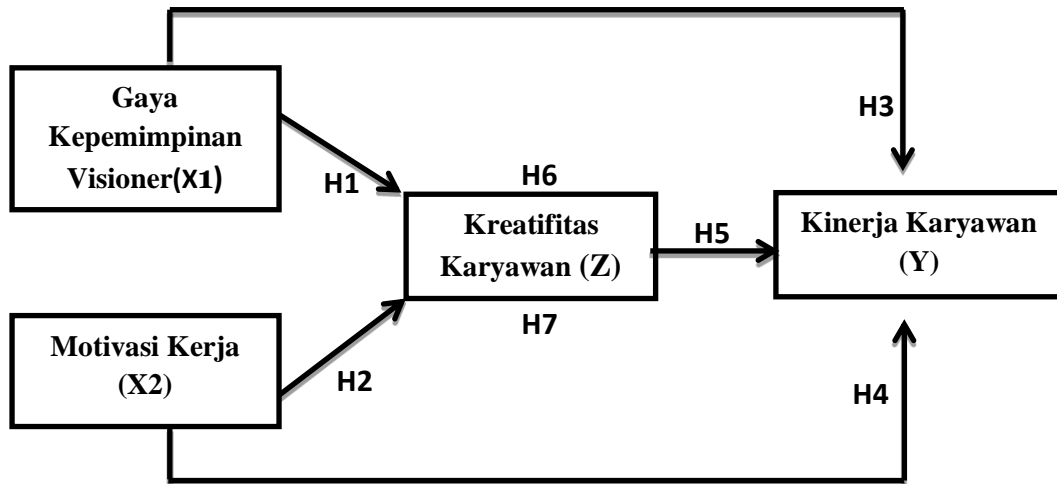 Gaya
Kepemimpinan
Visioner(X1)
H1
H3
H6
Kreatifitas
Karyawan (Z)
H5
Kinerja Karyawan
(Y)
H7
Motivasi Kerja
(X2)
H2
H4